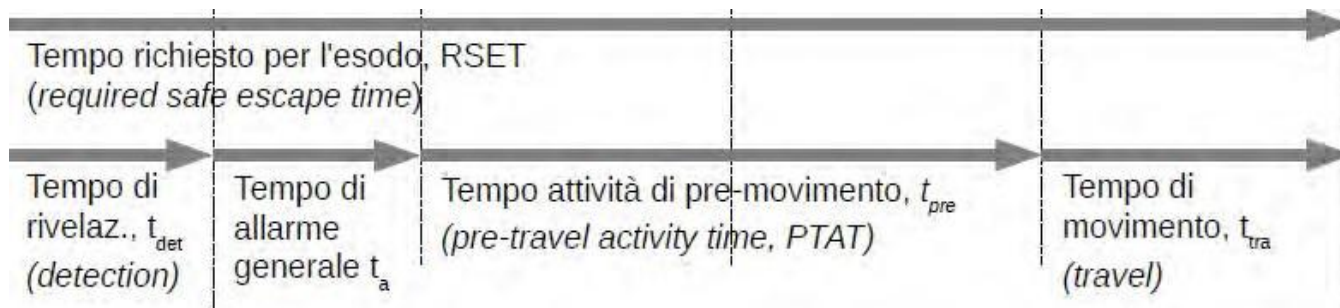 Tempo richiesto per l'esodo, RSET
(required safe escape time)
Tempo di
rivelaz., t_det
(detection)
Tempo di
allarme
generale t_a
Tempo attività di pre-movimento, t_pre
(pre-travel activity time, PTAT)
Tempo di
movimento, t_tra
(travel)